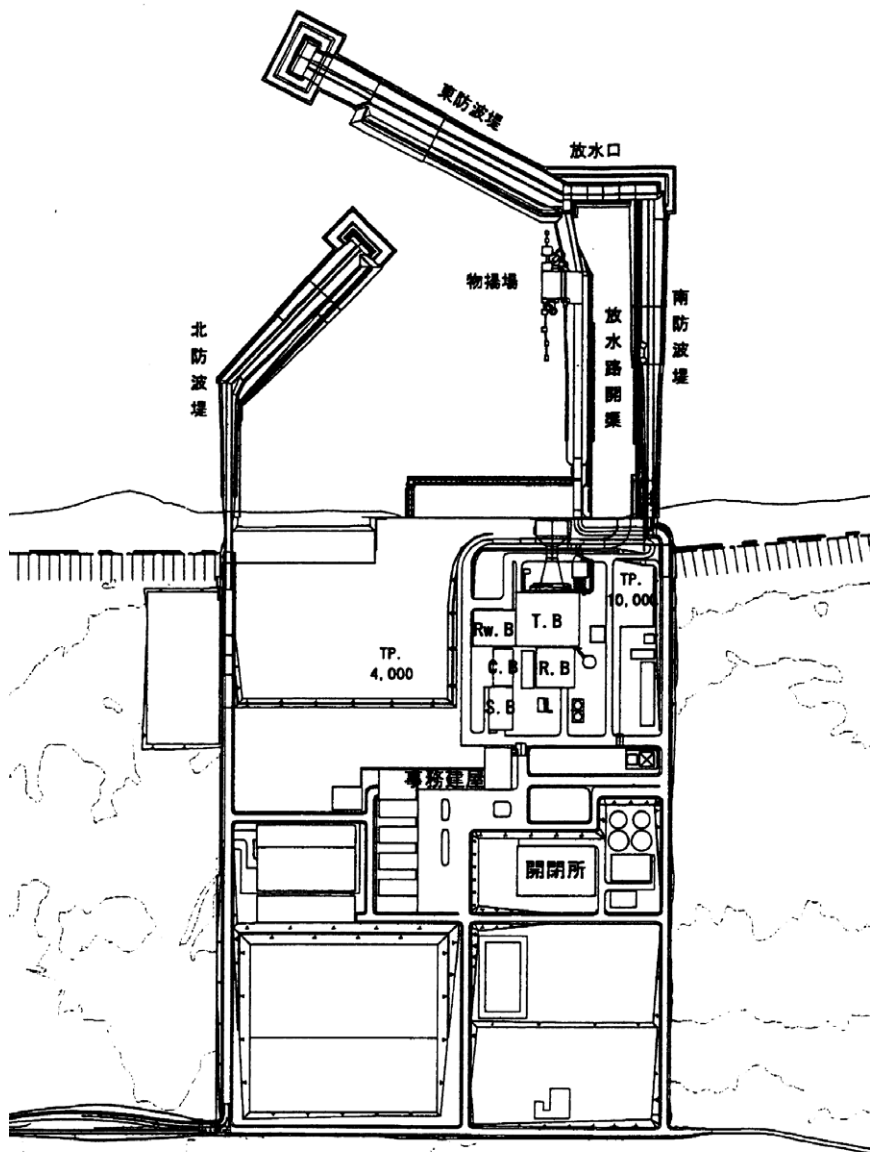 東防波堤
放水口
物揚場
北防波堤
放水路開渠
南防波堤
TP.
10,000
T.B
Rw.B
TP.
4,000
C.B
R.B
S.B
事務建屋
開閉所